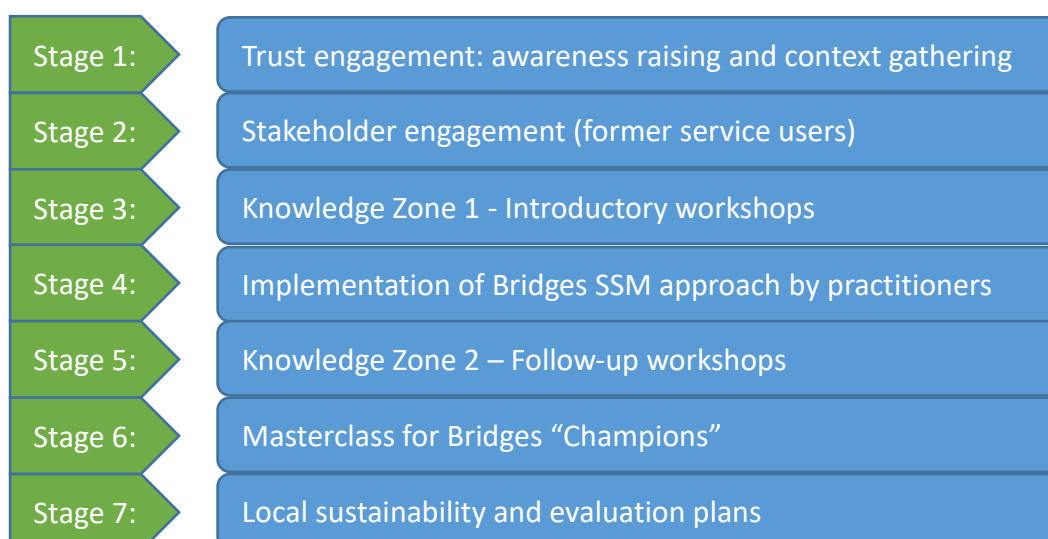 Stage 1: Trust engagement: awareness raising and context gathering
Stage 2: Stakeholder engagement (former service users)
Stage 3: Knowledge Zone 1 - Introductory workshops
Stage 4: Implementation of Bridges SSM approach by practitioners
Stage 5: Knowledge Zone 2 – Follow-up workshops
Stage 6: Masterclass for Bridges “Champions”
Stage 7: Local sustainability and evaluation plans